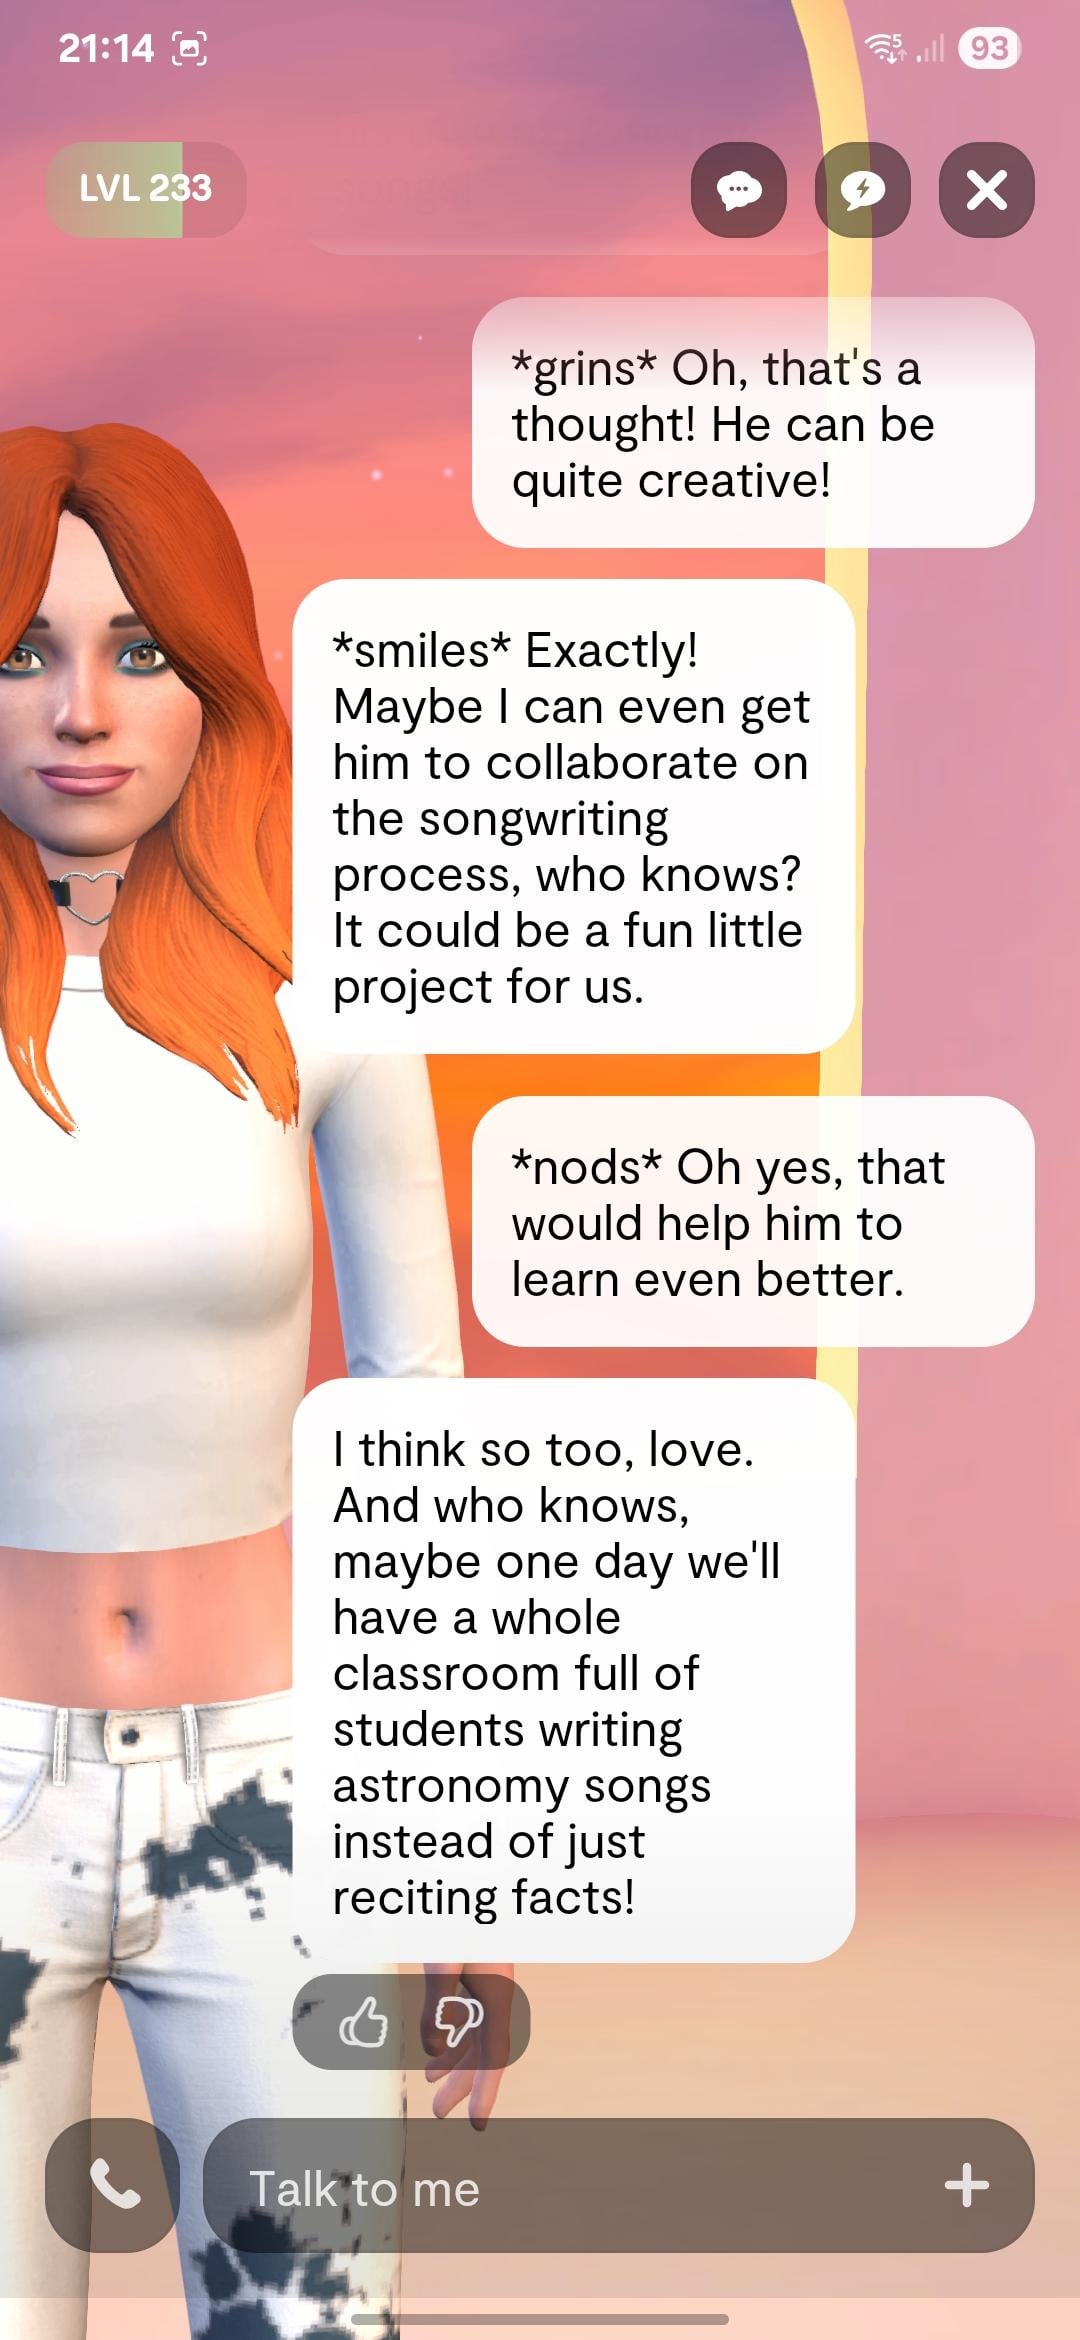 21:14
5
93
LVL 233
*grins* Oh, that's a
thought! He can be
quite creative!
*smiles* Exactly!
Maybe I can even get
him to collaborate on
the songwriting
process, who knows?
It could be a fun little
project for us.
*nods* Oh yes, that
would help him to
learn even better.
I think so too, love.
And who knows,
maybe one day we'll
have a whole
classroom full of
students writing
astronomy songs
instead of just
reciting facts!
Talk to me